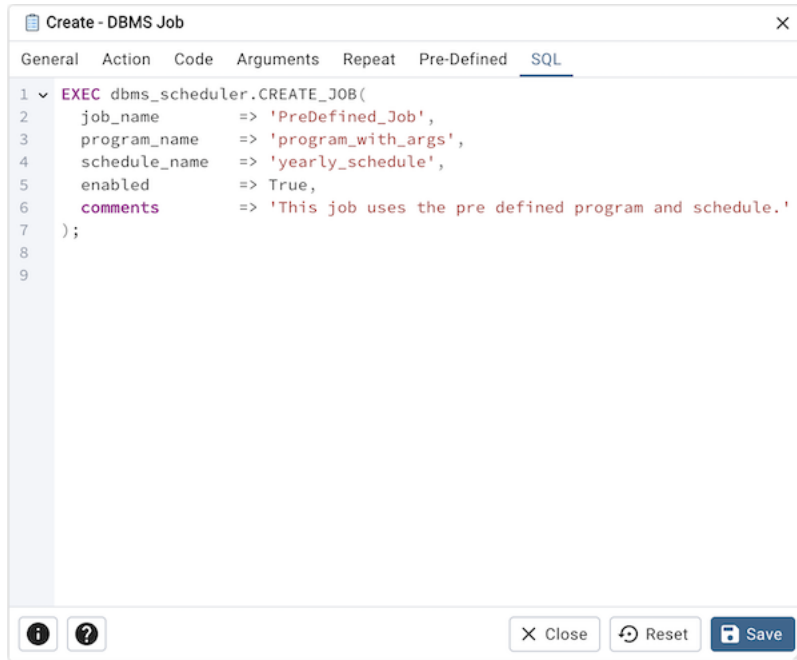 Create - DBMS Job
General Action Code Arguments Repeat Pre-Defined SQL
1 EXEC dbms_scheduler.CREATE_JOB(
2 job_name => 'PreDefined_Job',
3 program_name => 'program_with_args',
4 schedule_name => 'yearly_schedule',
5 enabled => True,
6 comments => 'This job uses the pre defined program and schedule.'
7 );
8
9
Close Reset Save